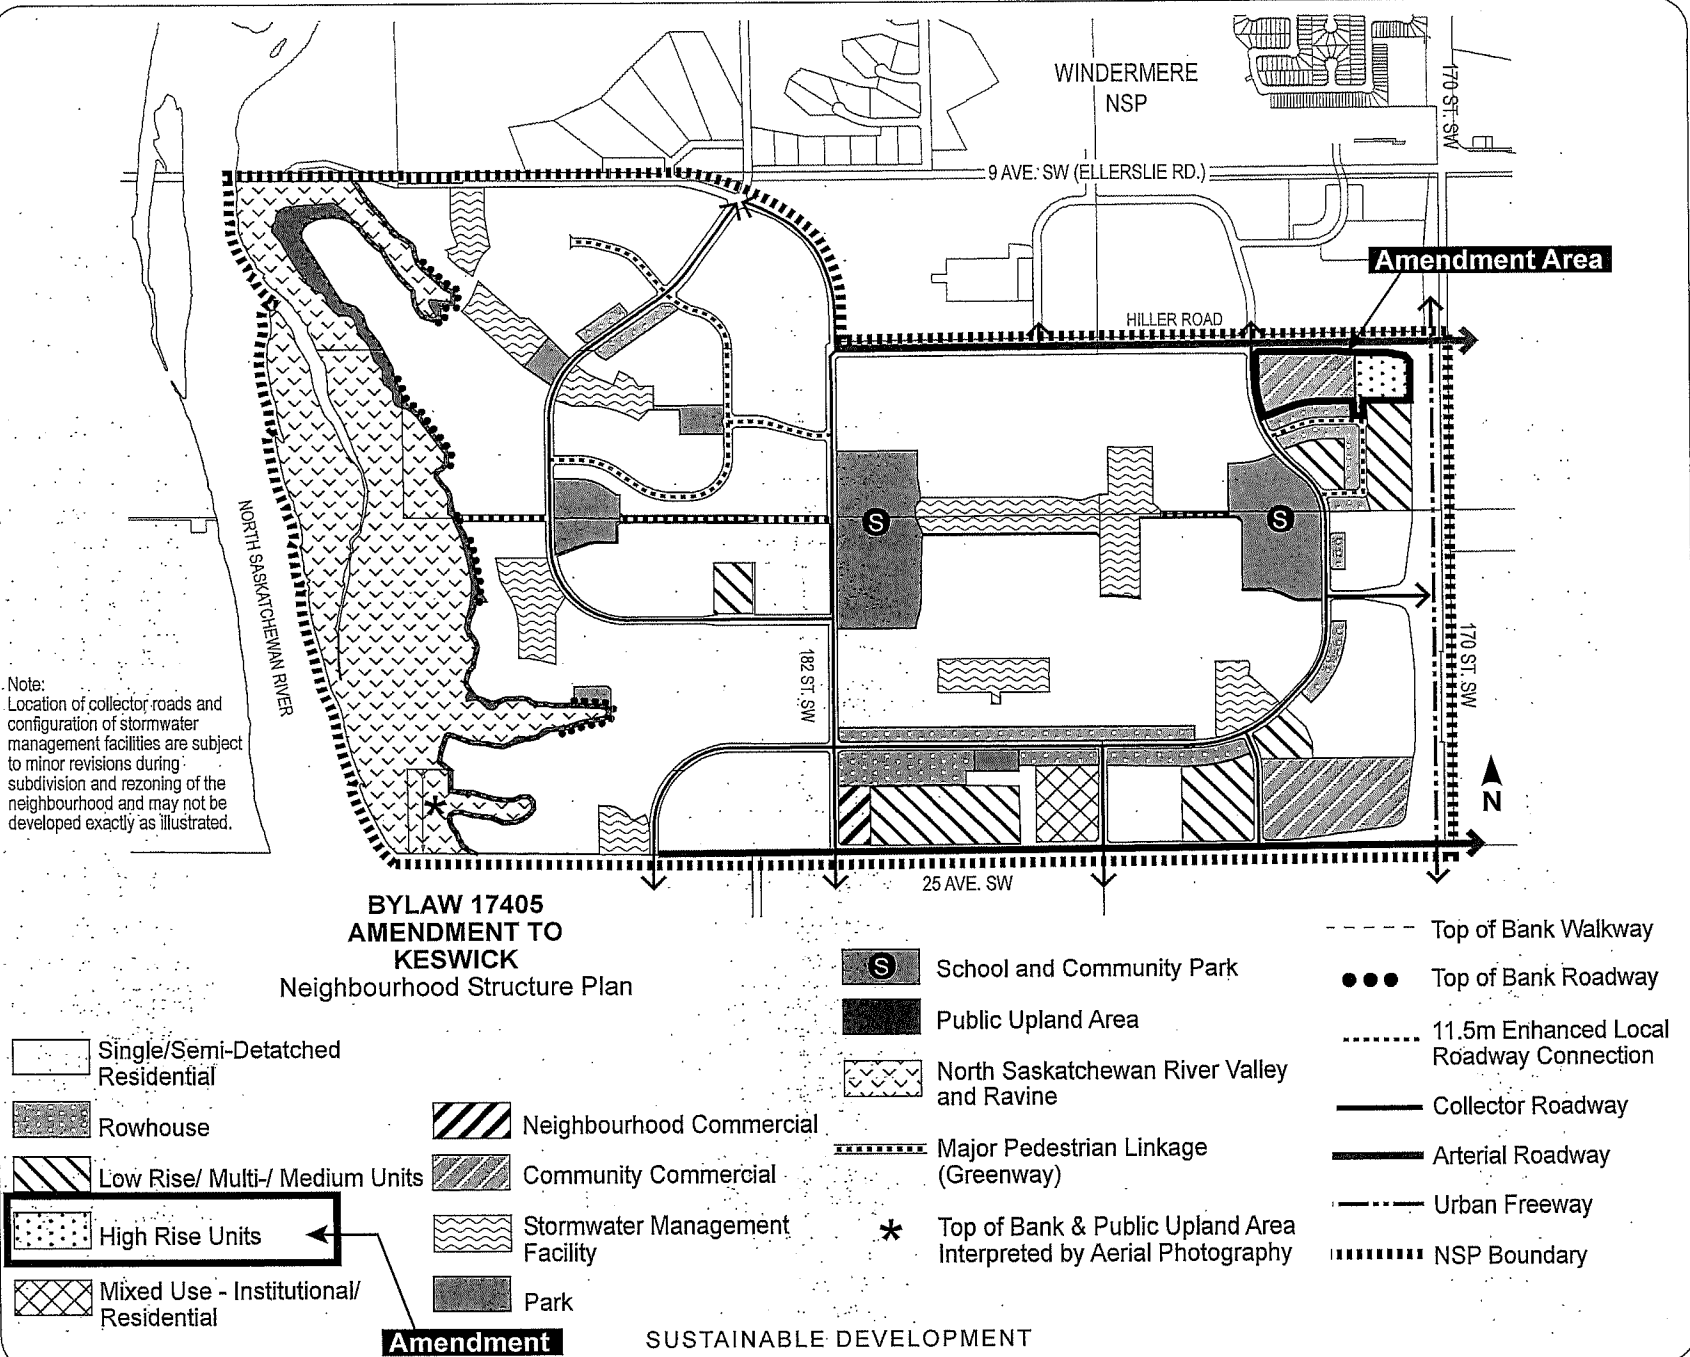 WINDERMERE
NSP
170 ST. SW
9 AVE. SW (ELLERSLIE RD.)
Amendment Area
HILLER ROAD
S
S
NORTH SASKATCHEWAN RIVER
182 ST. SW
170 ST. SW
Note:
Location of collector roads and
configuration of stormwater
management facilities are subject
to minor revisions during
subdivision and rezoning of the
neighbourhood and may not be
developed exactly as illustrated.
*
N
25 AVE. SW
BYLAW 17405
AMENDMENT TO
KESWICK
Neighbourhood Structure Plan
Single/Semi-Detatched
Residential
Rowhouse
Low Rise/ Multi-/ Medium Units
High Rise Units
Mixed Use - Institutional/
Residential
Amendment
Neighbourhood Commercial
Community Commercial
Stormwater Management
Facility
Park
S
School and Community Park
Public Upland Area
North Saskatchewan River Valley
and Ravine
Major Pedestrian Linkage
(Greenway)
* Top of Bank & Public Upland Area
Interpreted by Aerial Photography
Top of Bank Walkway
Top of Bank Roadway
11.5m Enhanced Local
Roadway Connection
Collector Roadway
Arterial Roadway
Urban Freeway
NSP Boundary
SUSTAINABLE DEVELOPMENT